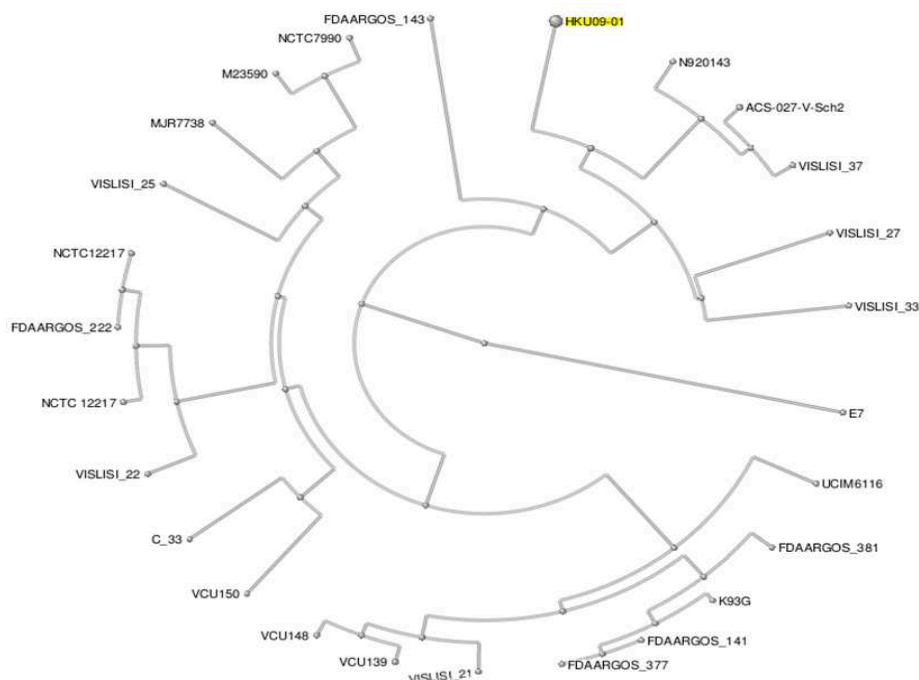 FDAARGOS_143
HKU09-01
NCTC7990
N920143
M23590
ACS-027-V-Sch2
MJR7738
VISLISI_37
VISLISI_25
VISLISI_27
NCTC12217
VISLISI_33
FDAARGOS_222
NCTC 12217
E7
VISLISI_22
UCIM6116
C_33
FDAARGOS_381
VCU150
K93G
VCU148
FDAARGOS_141
VCU139
FDAARGOS_377
VISLISI_21